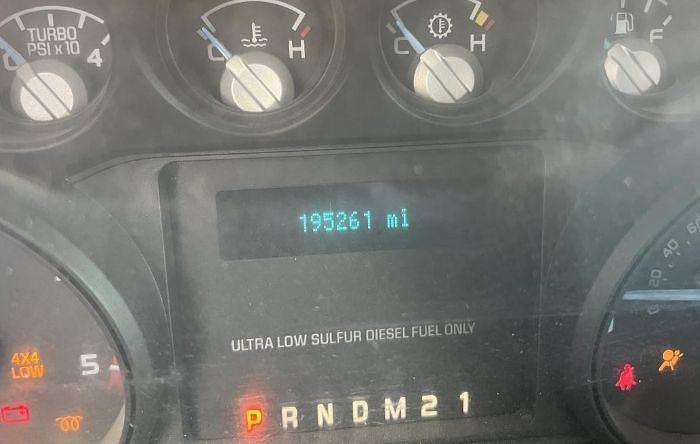 TURBO
PSI x 10
C 4
C H
C H
F
195261 mi
20 40 60
ULTRA LOW SULFUR DIESEL FUEL ONLY
4X4
LOW
5
P R N D M 2 1